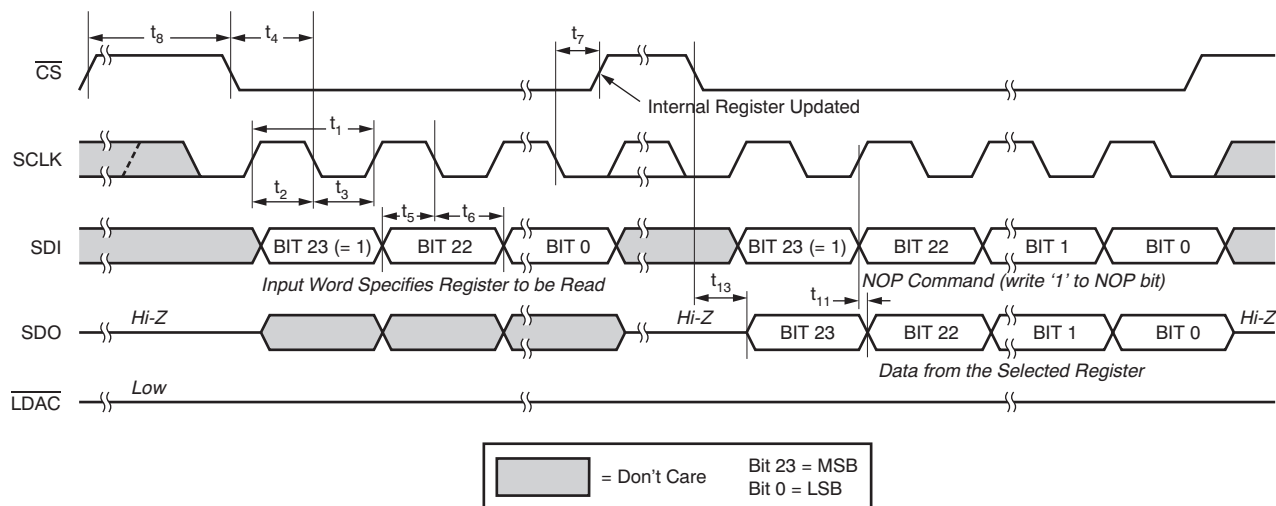 t8
t4
t7
CS
Internal Register Updated
t1
SCLK
t2
t3
t5
t6
SDI
BIT 23 (= 1)
BIT 22
BIT 0
BIT 23 (= 1)
BIT 22
BIT 1
BIT 0
Input Word Specifies Register to be Read
NOP Command (write ‘1’ to NOP bit)
t13
t11
SDO
Hi-Z
Hi-Z
BIT 23
BIT 22
BIT 1
BIT 0
Hi-Z
Data from the Selected Register
LDAC
Low
= Don't Care
Bit 23 = MSB
Bit 0 = LSB